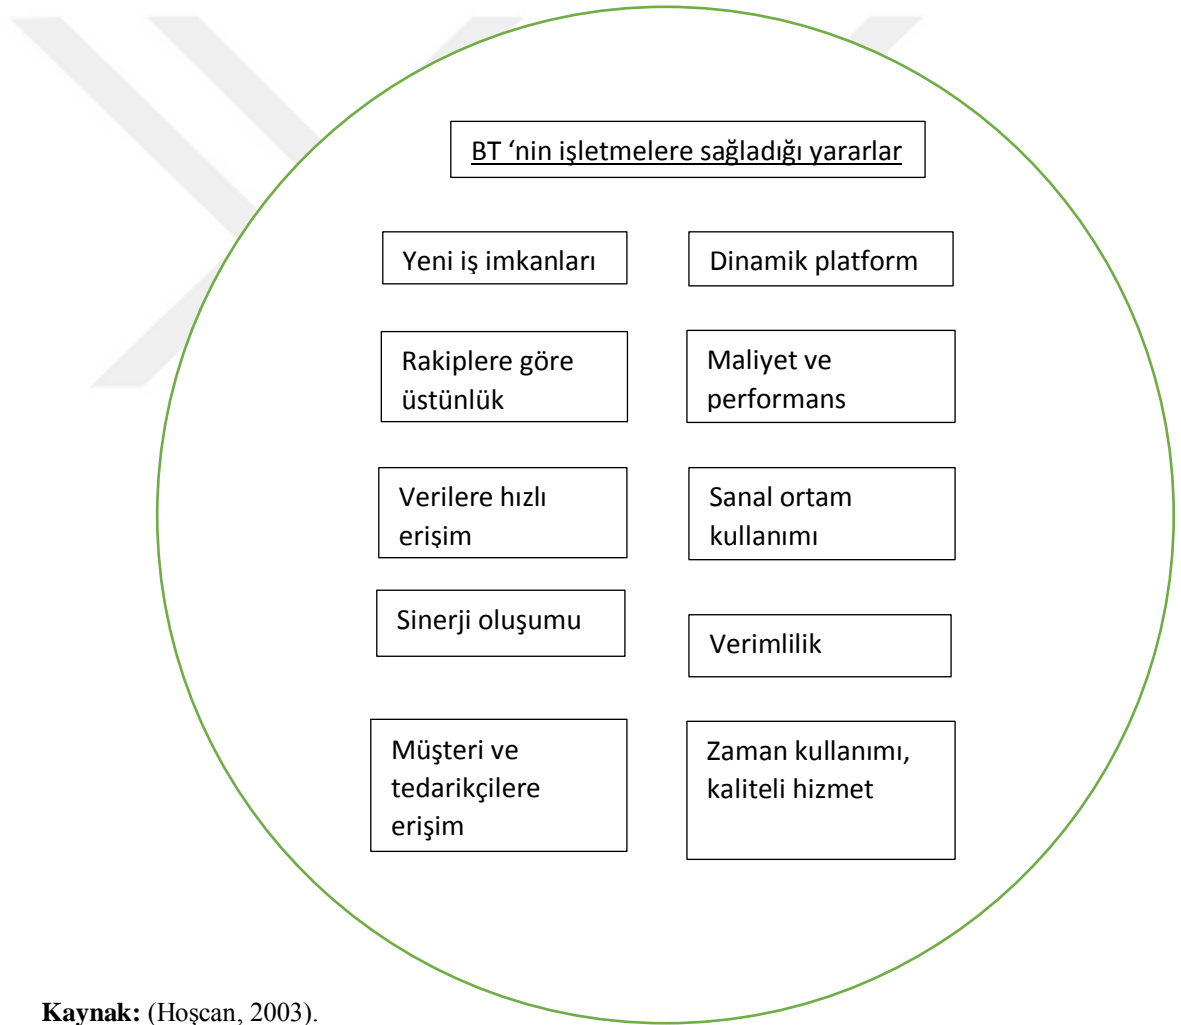 BT ‘nin işletmelere sağladığı yararlar
Yeni iş imkanları
Dinamik platform
Rakiplere göre
üstünlük
Maliyet ve
performans
Verilere hızlı
erişim
Sanal ortam
kullanımı
Sinerji oluşumu
Verimlilik
Müşteri ve
tedarikçilere
erişim
Zaman kullanımı,
kaliteli hizmet
Kaynak: (Hoşcan, 2003).